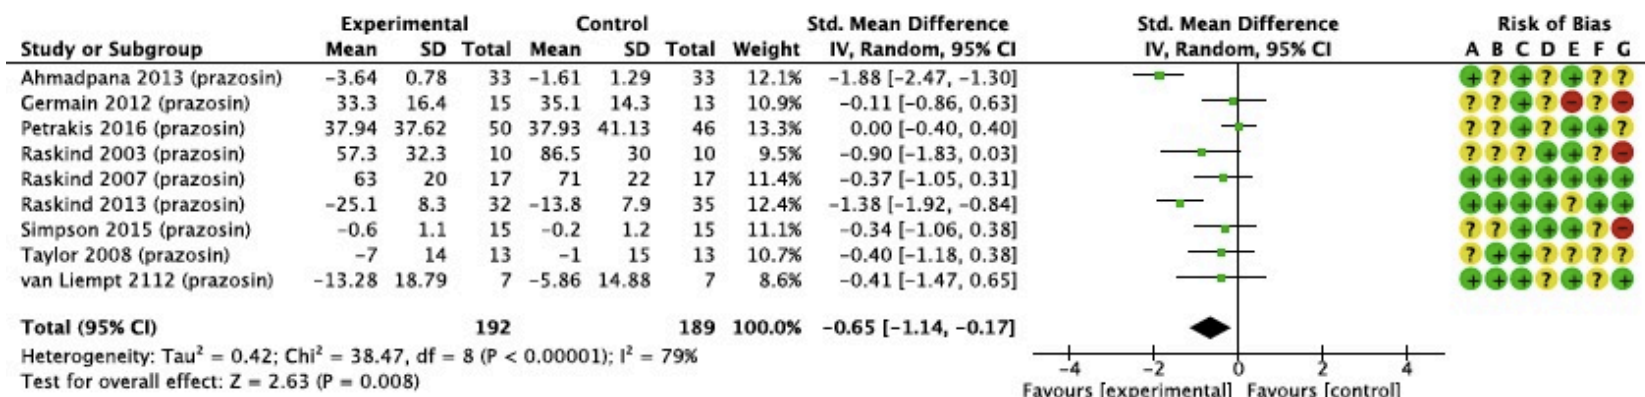 Experimental Control Std. Mean Difference Std. Mean Difference Risk of Bias
Study or Subgroup Mean SD Total Mean SD Total Weight IV, Random, 95% CI IV, Random, 95% CI A B C D E F G
Ahmadpana 2013 (prazosin) −3.64 0.78 33 −1.61 1.29 33 12.1% −1.88 [−2.47, −1.30] + ? + ? + ? ?
Germain 2012 (prazosin) 33.3 16.4 15 35.1 14.3 13 10.9% −0.11 [−0.86, 0.63] ? ? + ? − ? −
Petrakis 2016 (prazosin) 37.94 37.62 50 37.93 41.13 46 13.3% 0.00 [−0.40, 0.40] ? ? + ? + + ?
Raskind 2003 (prazosin) 57.3 32.3 10 86.5 30 10 9.5% −0.90 [−1.83, 0.03] ? ? ? + + ? −
Raskind 2007 (prazosin) 63 20 17 71 22 17 11.4% −0.37 [−1.05, 0.31] + + + + + + +
Raskind 2013 (prazosin) −25.1 8.3 32 −13.8 7.9 35 12.4% −1.38 [−1.92, −0.84] + + + + ? + +
Simpson 2015 (prazosin) −0.6 1.1 15 −0.2 1.2 15 11.1% −0.34 [−1.06, 0.38] ? ? + + + + −
Taylor 2008 (prazosin) −7 14 13 −1 15 13 10.7% −0.40 [−1.18, 0.38] ? + + ? ? ? ?
van Liempt 2112 (prazosin) −13.28 18.79 7 −5.86 14.88 7 8.6% −0.41 [−1.47, 0.65] + + + ? + ? +
Total (95% CI) 192 189 100.0% −0.65 [−1.14, −0.17]
Heterogeneity: Tau² = 0.42; Chi² = 38.47, df = 8 (P < 0.00001); I² = 79%
Test for overall effect: Z = 2.63 (P = 0.008)
−4 −2 0 2 4
Favours [experimental] Favours [control]